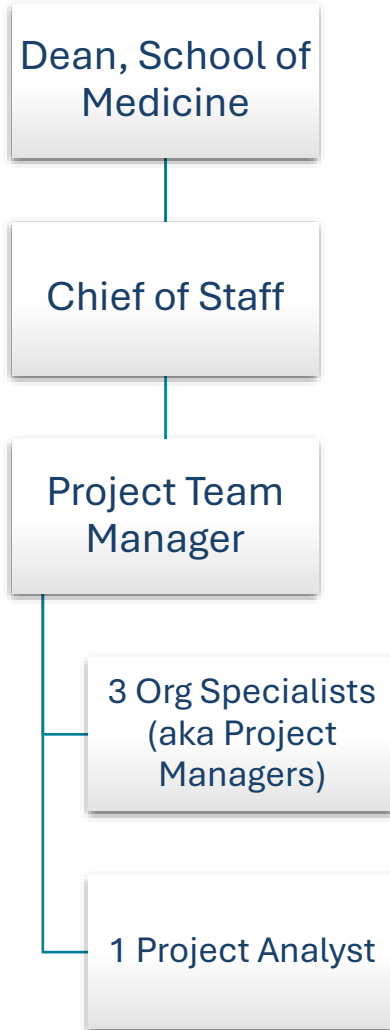 Dean, School of
Medicine
Chief of Staff
Project Team
Manager
3 Org Specialists
(aka Project
Managers)
1 Project Analyst